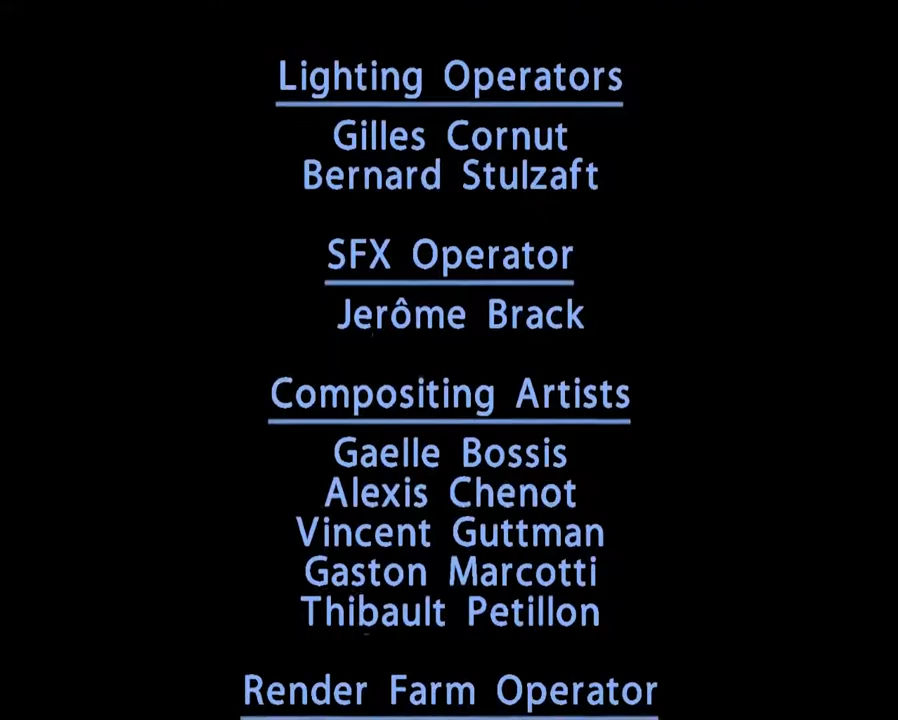 Lighting Operators
Gilles Cornut
Bernard Stulzaft
SFX Operator
Jerôme Brack
Compositing Artists
Gaelle Bossis
Alexis Chenot
Vincent Guttman
Gaston Marcotti
Thibault Petillon
Render Farm Operator